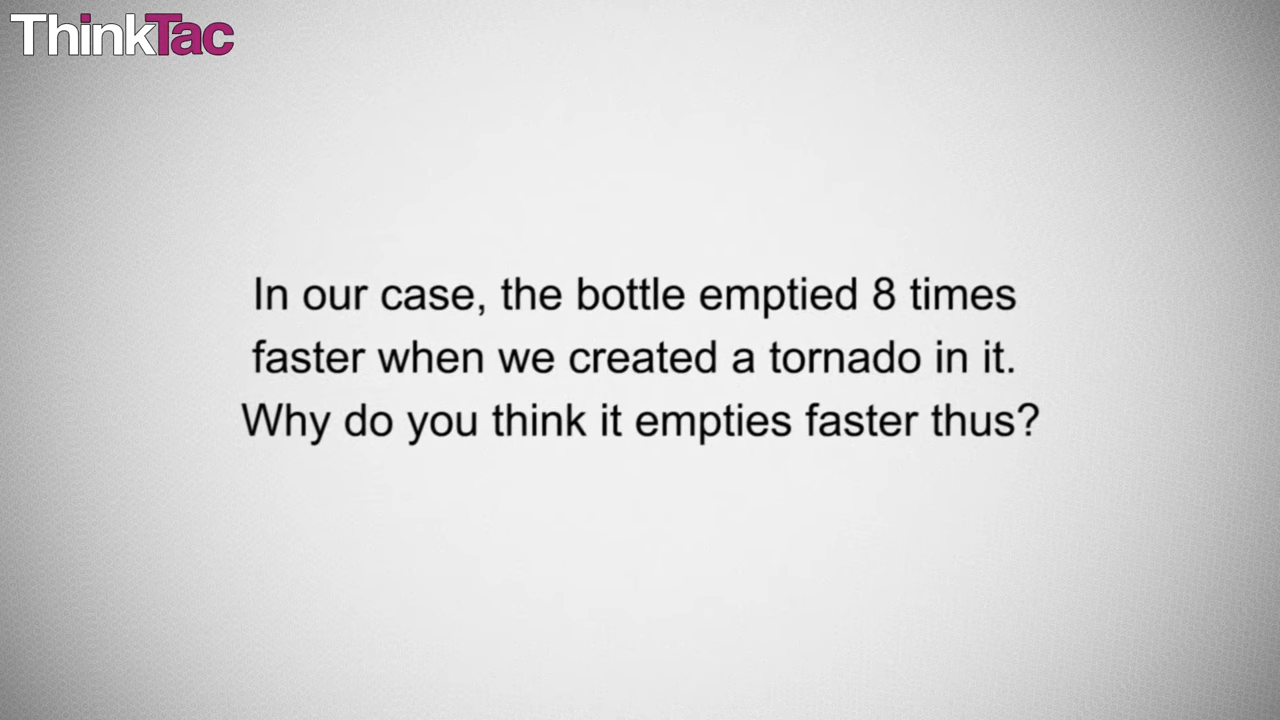 ThinkTac
In our case, the bottle emptied 8 times
faster when we created a tornado in it.
Why do you think it empties faster thus?